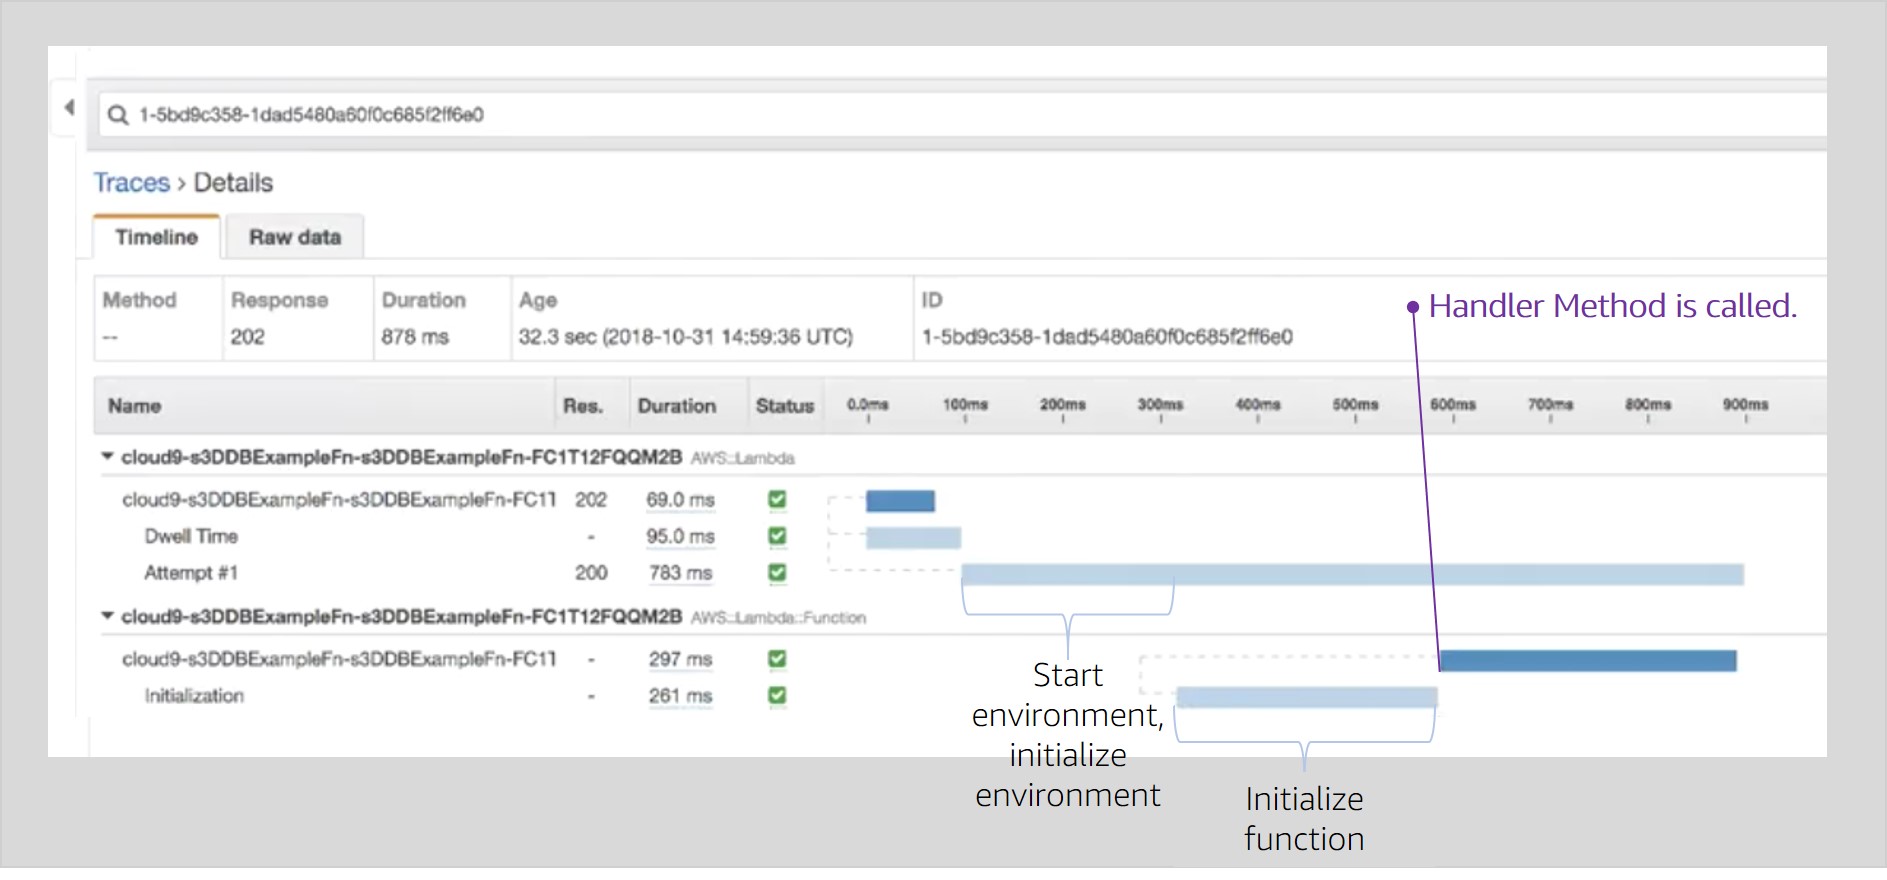 1-5bd9c358-1dad5480a60f0c685f2ff6e0
Traces > Details
Timeline Raw data
Method Response Duration Age ID
-- 202 878 ms 32.3 sec (2018-10-31 14:59:36 UTC) 1-5bd9c358-1dad5480a60f0c685f2ff6e0
Handler Method is called.
Name Res. Duration Status 0.0ms 100ms 200ms 300ms 400ms 500ms 600ms 700ms 800ms 900ms
cloud9-s3DDBExampleFn-s3DDBExampleFn-FC1T12FQQM2B AWS::Lambda
cloud9-s3DDBExampleFn-s3DDBExampleFn-FC1T 202 69.0 ms
Dwell Time - 95.0 ms
Attempt #1 200 783 ms
cloud9-s3DDBExampleFn-s3DDBExampleFn-FC1T12FQQM2B AWS::Lambda::Function
cloud9-s3DDBExampleFn-s3DDBExampleFn-FC1T - 297 ms
Initialization - 261 ms
Start
environment,
initialize
environment
Initialize
function